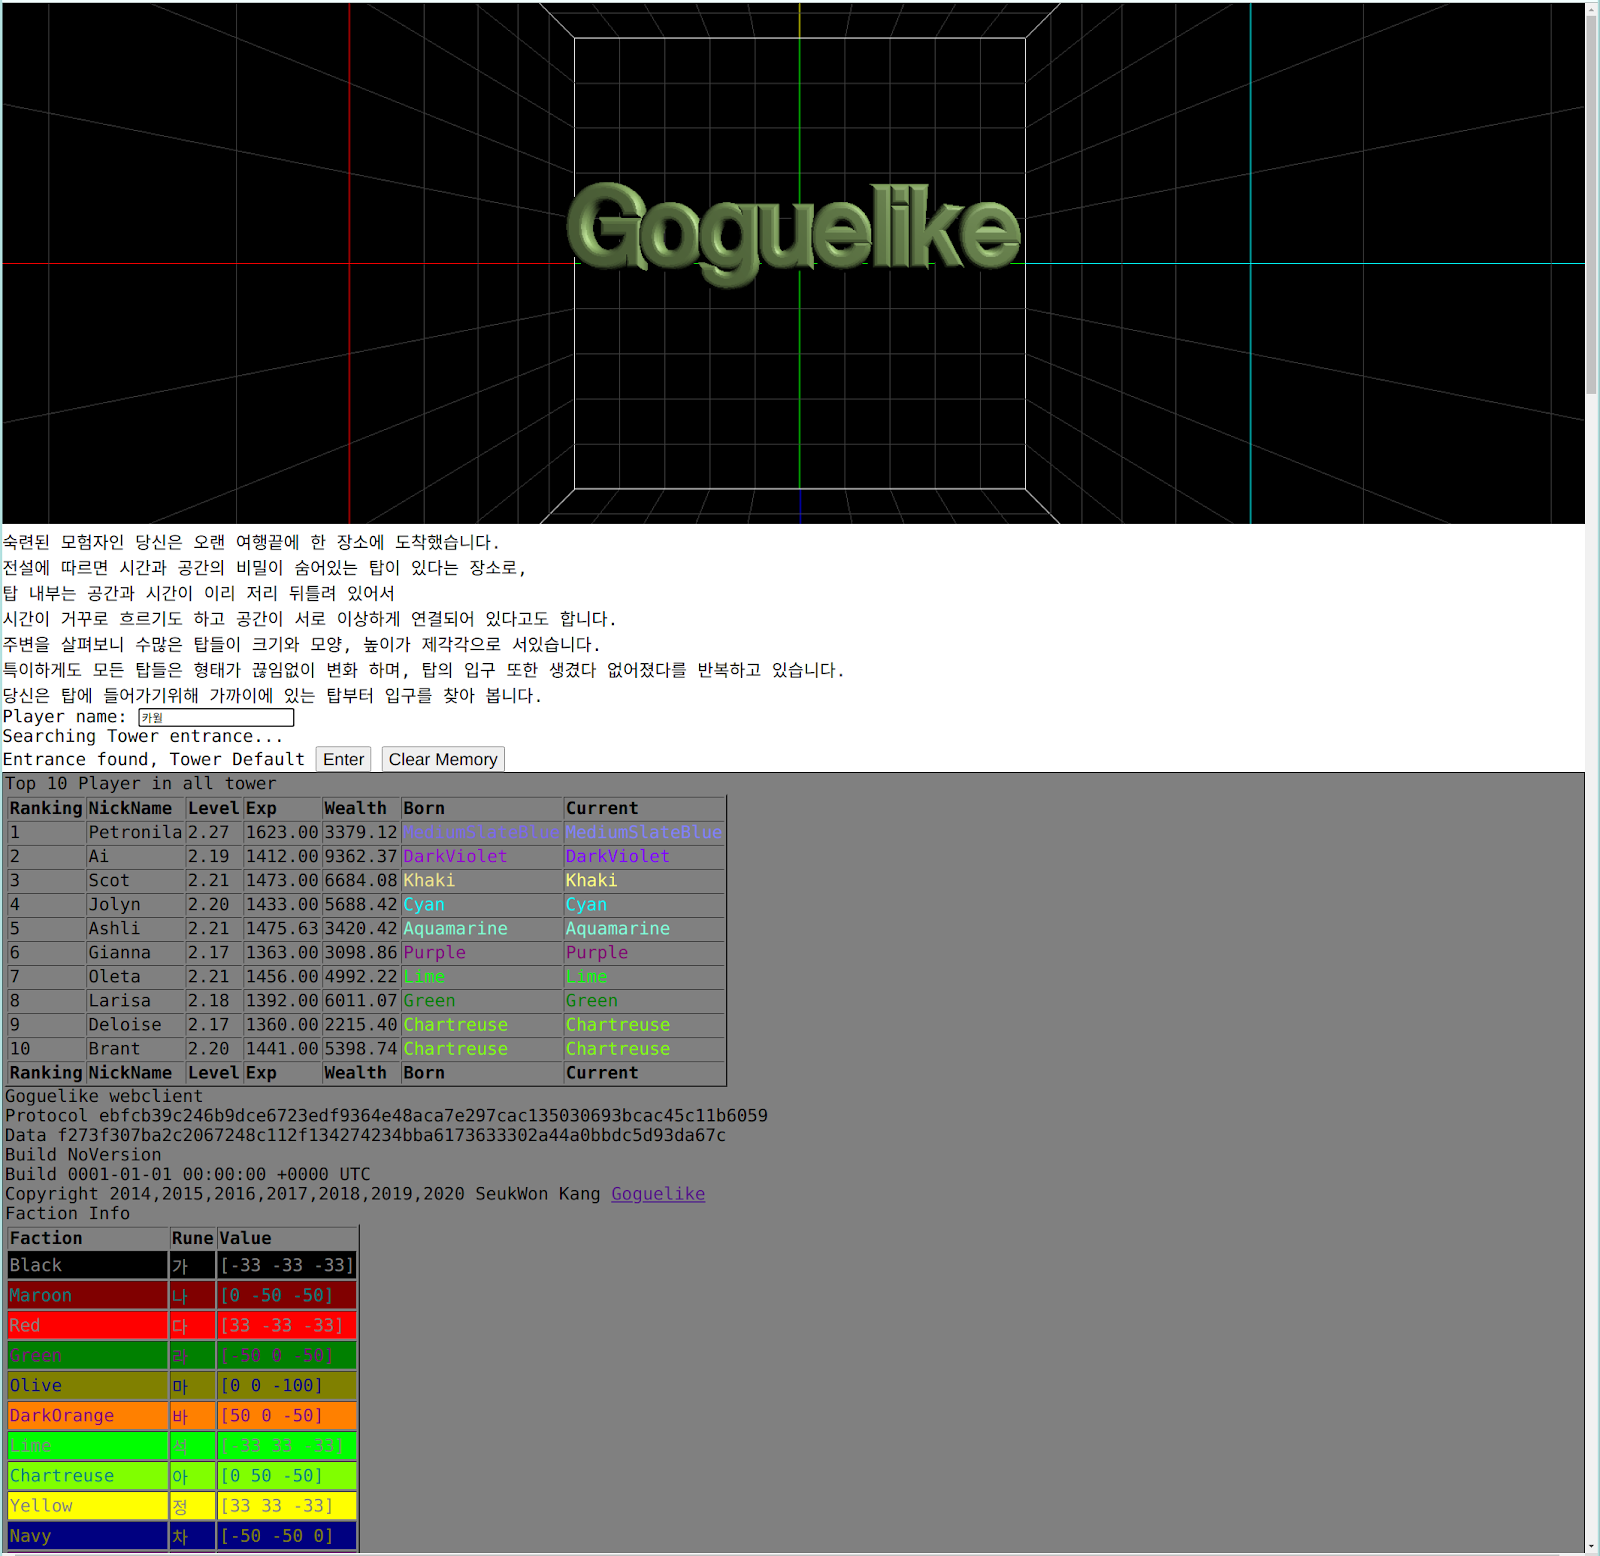 Goguelike
숙련된 모험자인 당신은 오랜 여행끝에 한 장소에 도착했습니다.
전설에 따르면 시간과 공간의 비밀이 숨어있는 탑이 있다는 장소로,
탑 내부는 공간과 시간이 이리 저리 뒤틀려 있어서
시간이 거꾸로 흐르기도 하고 공간이 서로 이상하게 연결되어 있다고도 합니다.
주변을 살펴보니 수많은 탑들이 크기와 모양, 높이가 제각각으로 서있습니다.
특이하게도 모든 탑들은 형태가 끊임없이 변화 하며, 탑의 입구 또한 생겼다 없어졌다를 반복하고 있습니다.
당신은 탑에 들어가기위해 가까이에 있는 탑부터 입구를 찾아 봅니다.
Player name: 카월
Searching Tower entrance...
Entrance found, Tower Default Enter Clear Memory
Top 10 Player in all tower
Ranking NickName Level Exp Wealth Born Current
1 Petronila 2.27 1623.00 3379.12 MediumSlateBlue MediumSlateBlue
2 Ai 2.19 1412.00 9362.37 DarkViolet DarkViolet
3 Scot 2.21 1473.00 6684.08 Khaki Khaki
4 Jolyn 2.20 1433.00 5688.42 Cyan Cyan
5 Ashli 2.21 1475.63 3420.42 Aquamarine Aquamarine
6 Gianna 2.17 1363.00 3098.86 Purple Purple
7 Oleta 2.21 1456.00 4992.22 Lime Lime
8 Larisa 2.18 1392.00 6011.07 Green Green
9 Deloise 2.17 1360.00 2215.40 Chartreuse Chartreuse
10 Brant 2.20 1441.00 5398.74 Chartreuse Chartreuse
Ranking NickName Level Exp Wealth Born Current
Goguelike webclient
Protocol ebfcb39c246b9dce6723edf9364e48aca7e297cac135030693bcac45c11b6059
Data f273f307ba2c2067248c112f134274234bba6173633302a44a0bbdc5d93da67c
Build NoVersion
Build 0001-01-01 00:00:00 +0000 UTC
Copyright 2014,2015,2016,2017,2018,2019,2020 SeukWon Kang Goguelike
Faction Info
Faction Rune Value
Black 가 [-33 -33 -33]
Maroon 나 [0 -50 -50]
Red 다 [33 -33 -33]
Green 라 [-50 0 -50]
Olive 마 [0 0 -100]
DarkOrange 바 [50 0 -50]
Lime 석 [-33 33 -33]
Chartreuse 아 [0 50 -50]
Yellow 정 [33 33 -33]
Navy 차 [-50 -50 0]